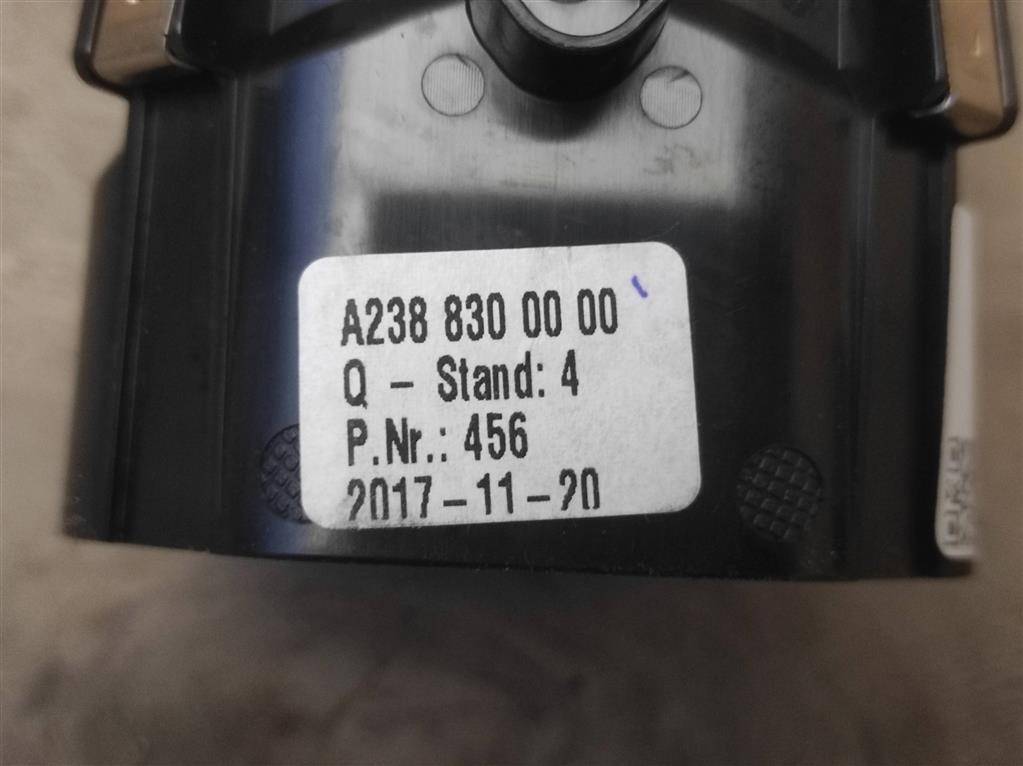 A238 830 00 00
Q - Stand: 4
P.Nr.: 456
2017-11-20